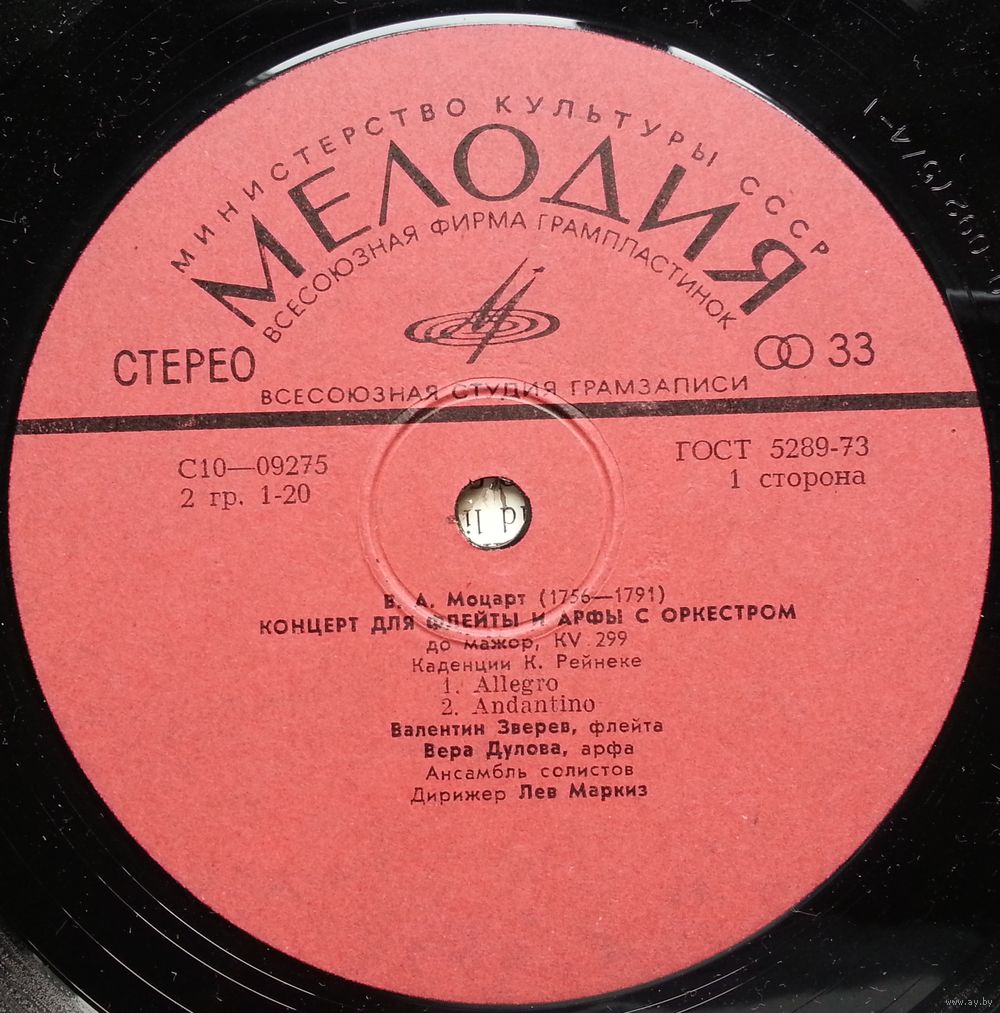 МИНИСТЕРСТВО КУЛЬТУРЫ СССР
МЕЛОДИЯ
ВСЕСОЮЗНАЯ ФИРМА ГРАМПЛАСТИНОК
СТЕРЕО
33
ВСЕСОЮЗНАЯ СТУДИЯ ГРАМЗАПИСИ
С10—09275
ГОСТ 5289-73
2 гр. 1-20
1 сторона
В. А. Моцарт (1756—1791)
КОНЦЕРТ ДЛЯ ФЛЕЙТЫ И АРФЫ С ОРКЕСТРОМ
до мажор, KV 299
Каденции К. Рейнеке
1. Allegro
2. Andantino
Валентин Зверев, флейта
Вера Дулова, арфа
Ансамбль солистов
Дирижер Лев Маркиз
www.ay.by